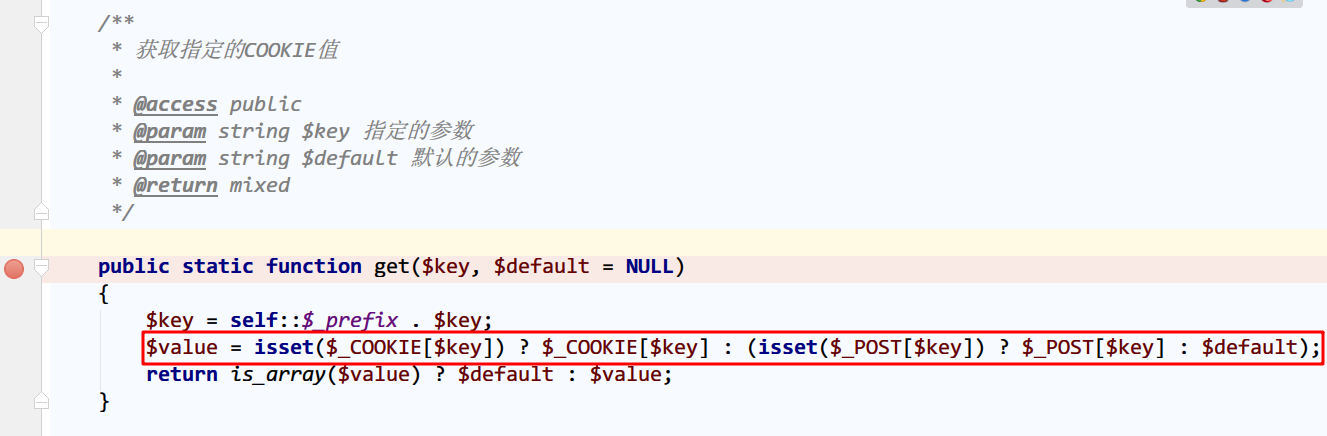 /**
* 获取指定的COOKIE值
*
* @access public
* @param string $key 指定的参数
* @param string $default 默认的参数
* @return mixed
*/
public static function get($key, $default = NULL)
{
$key = self::$_prefix . $key;
$value = isset($_COOKIE[$key]) ? $_COOKIE[$key] : (isset($_POST[$key]) ? $_POST[$key] : $default);
return is_array($value) ? $default : $value;
}